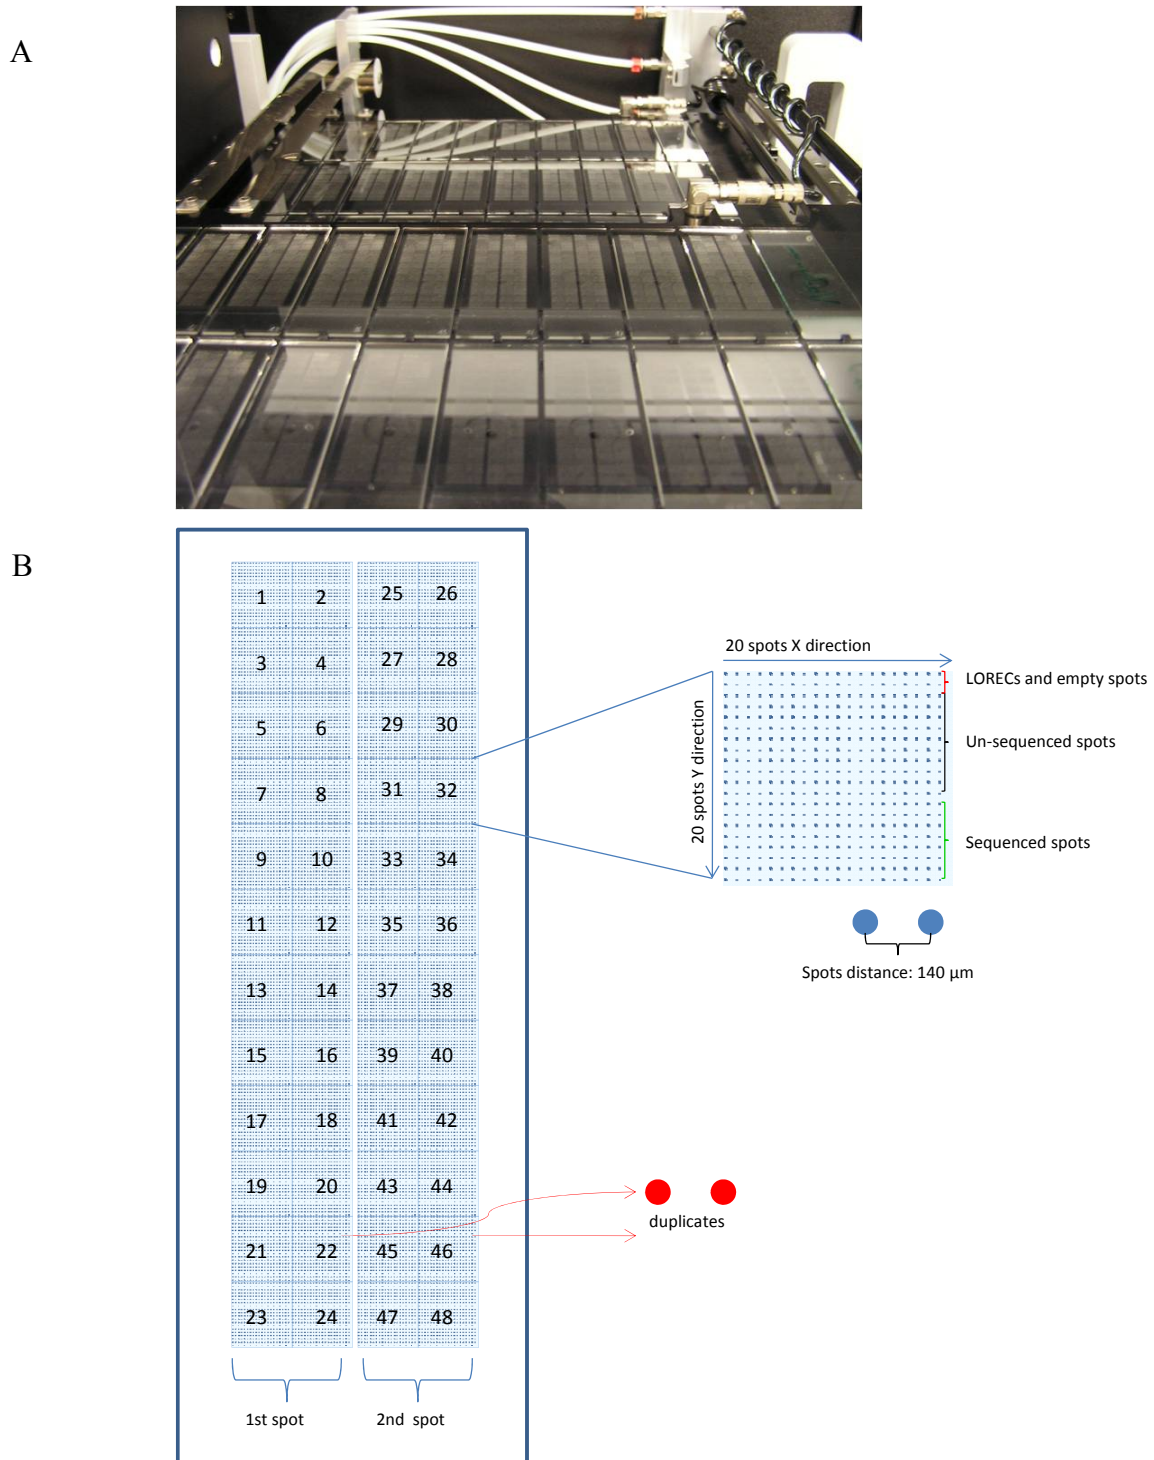 A
B
1 2 25 26
3 4 27 28
5 6 29 30
7 8 31 32
9 10 33 34
11 12 35 36
13 14 37 38
15 16 39 40
17 18 41 42
19 20 43 44
21 22 45 46
23 24 47 48
1st spot
2nd spot
20 spots X direction
20 spots Y direction
LORECs and empty spots
Un-sequenced spots
Sequenced spots
Spots distance: 140 µm
duplicates